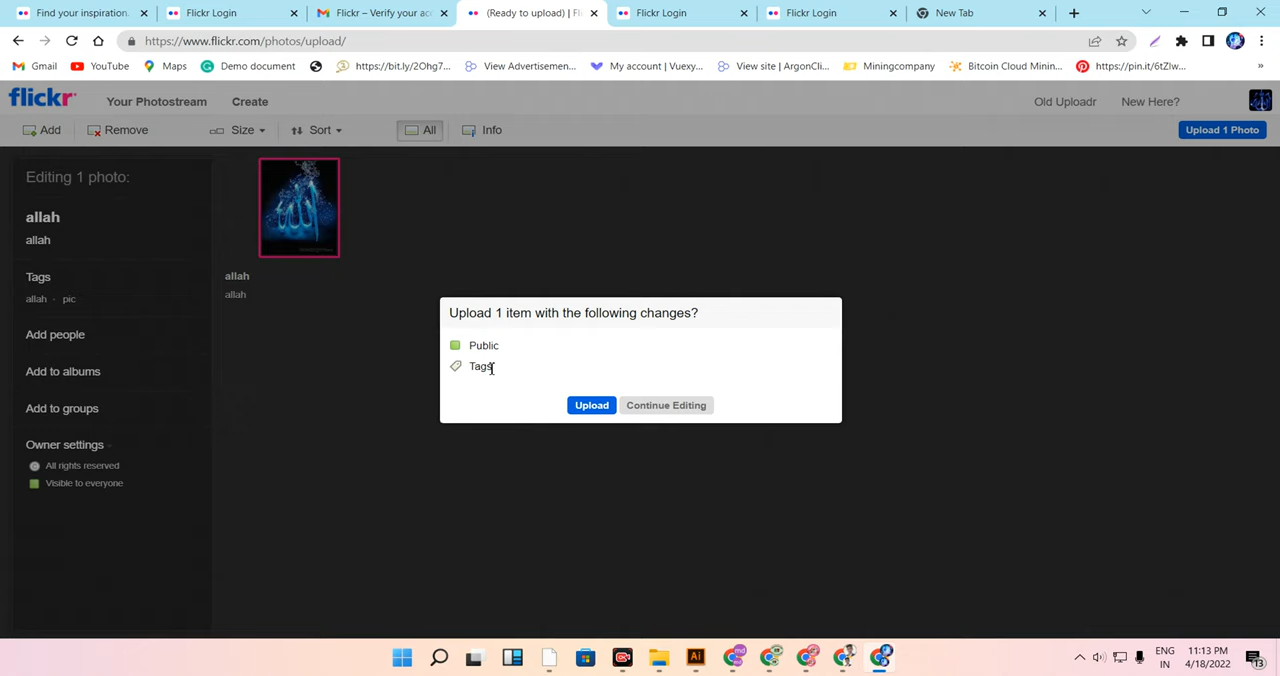 Find your inspiration.
Flickr Login
Flickr – Verify your acc
(Ready to upload) | Fli
Flickr Login
Flickr Login
New Tab
https://www.flickr.com/photos/upload/
Gmail
YouTube
Maps
Demo document
https://bit.ly/2Ohg7...
View Advertisemen...
My account | Vuexy...
View site | ArgonCli...
Miningcompany
Bitcoin Cloud Minin...
https://pin.it/6tZlw...
»
flickr
Your Photostream
Create
Old Uploadr
New Here?
Add
Remove
Size
Sort
All
Info
Upload 1 Photo
Editing 1 photo:
allah
allah
Tags
allah · pic
Add people
Add to albums
Add to groups
Owner settings
All rights reserved
Visible to everyone
allah
allah
Upload 1 item with the following changes?
Public
Tags
Upload
Continue Editing
Ai
ENG
IN
11:13 PM
4/18/2022
13